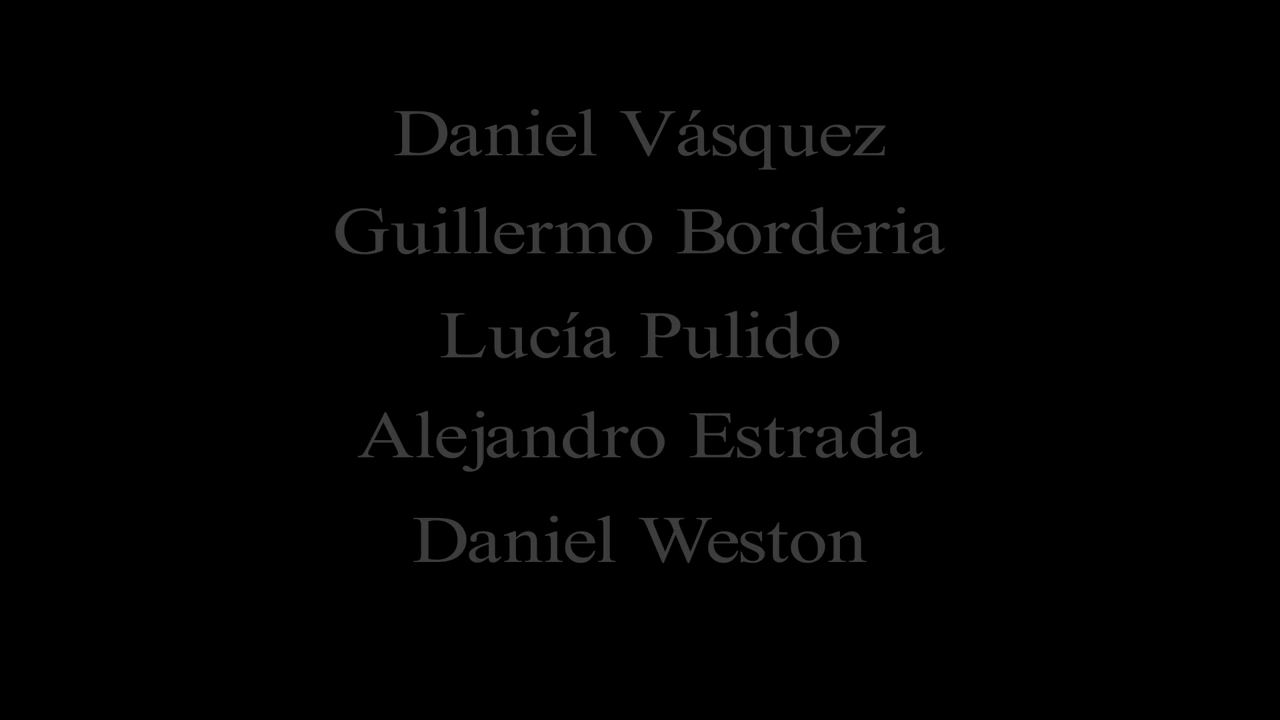 Daniel Vásquez
Guillermo Borderia
Lucía Pulido
Alejandro Estrada
Daniel Weston